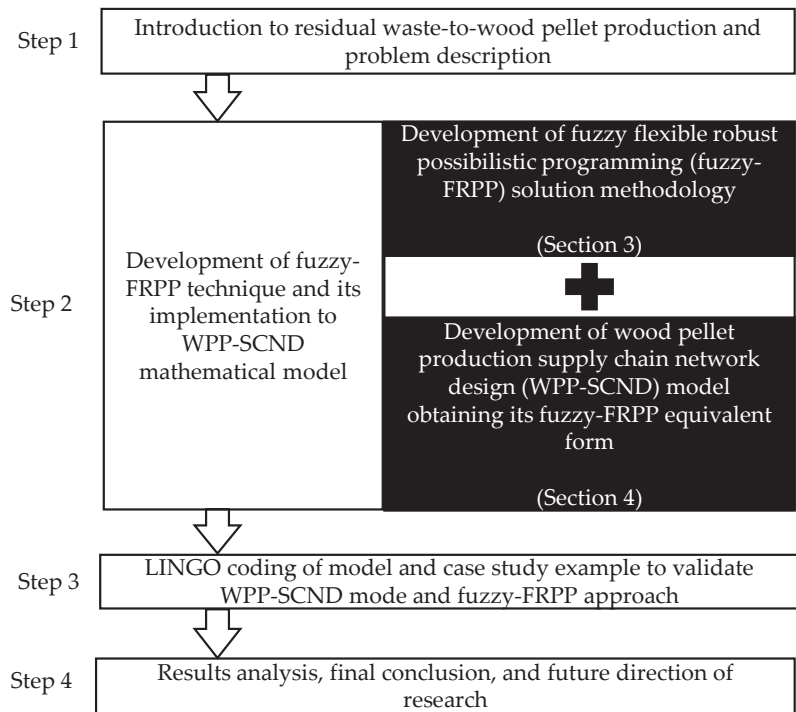 Step 1
Introduction to residual waste-to-wood pellet production and
problem description
Step 2
Development of fuzzy-
FRPP technique and its
implementation to
WPP-SCND
mathematical model
Development of fuzzy flexible robust
possibilistic programming (fuzzy-
FRPP) solution methodology
(Section 3)
Development of wood pellet
production supply chain network
design (WPP-SCND) model
obtaining its fuzzy-FRPP equivalent
form
(Section 4)
Step 3
LINGO coding of model and case study example to validate
WPP-SCND mode and fuzzy-FRPP approach
Step 4
Results analysis, final conclusion, and future direction of
research